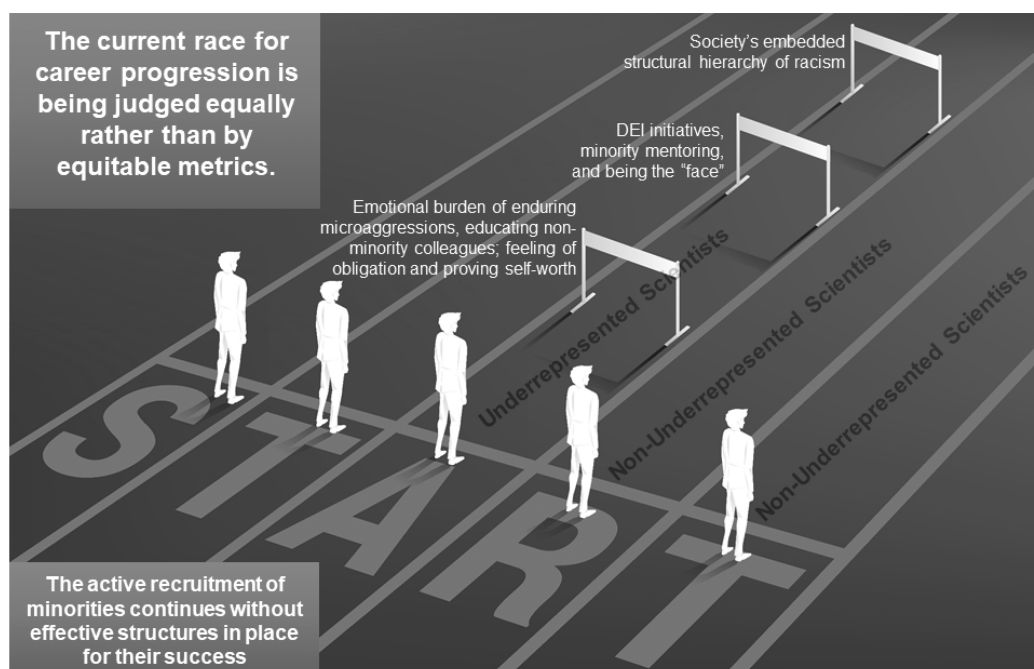 The current race for
career progression is
being judged equally
rather than by
equitable metrics.
Society's embedded
structural hierarchy of racism
DEI initiatives,
minority mentoring,
and being the "face"
Emotional burden of enduring
microaggressions, educating non-
minority colleagues; feeling of
obligation and proving self-worth
Underrepresented Scientists
Non-Underrepresented Scientists
Non-Underrepresented Scientists
START
The active recruitment of
minorities continues without
effective structures in place
for their success